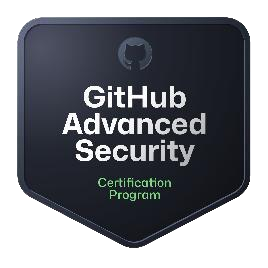 GitHub
Advanced
Security
Certification
Program